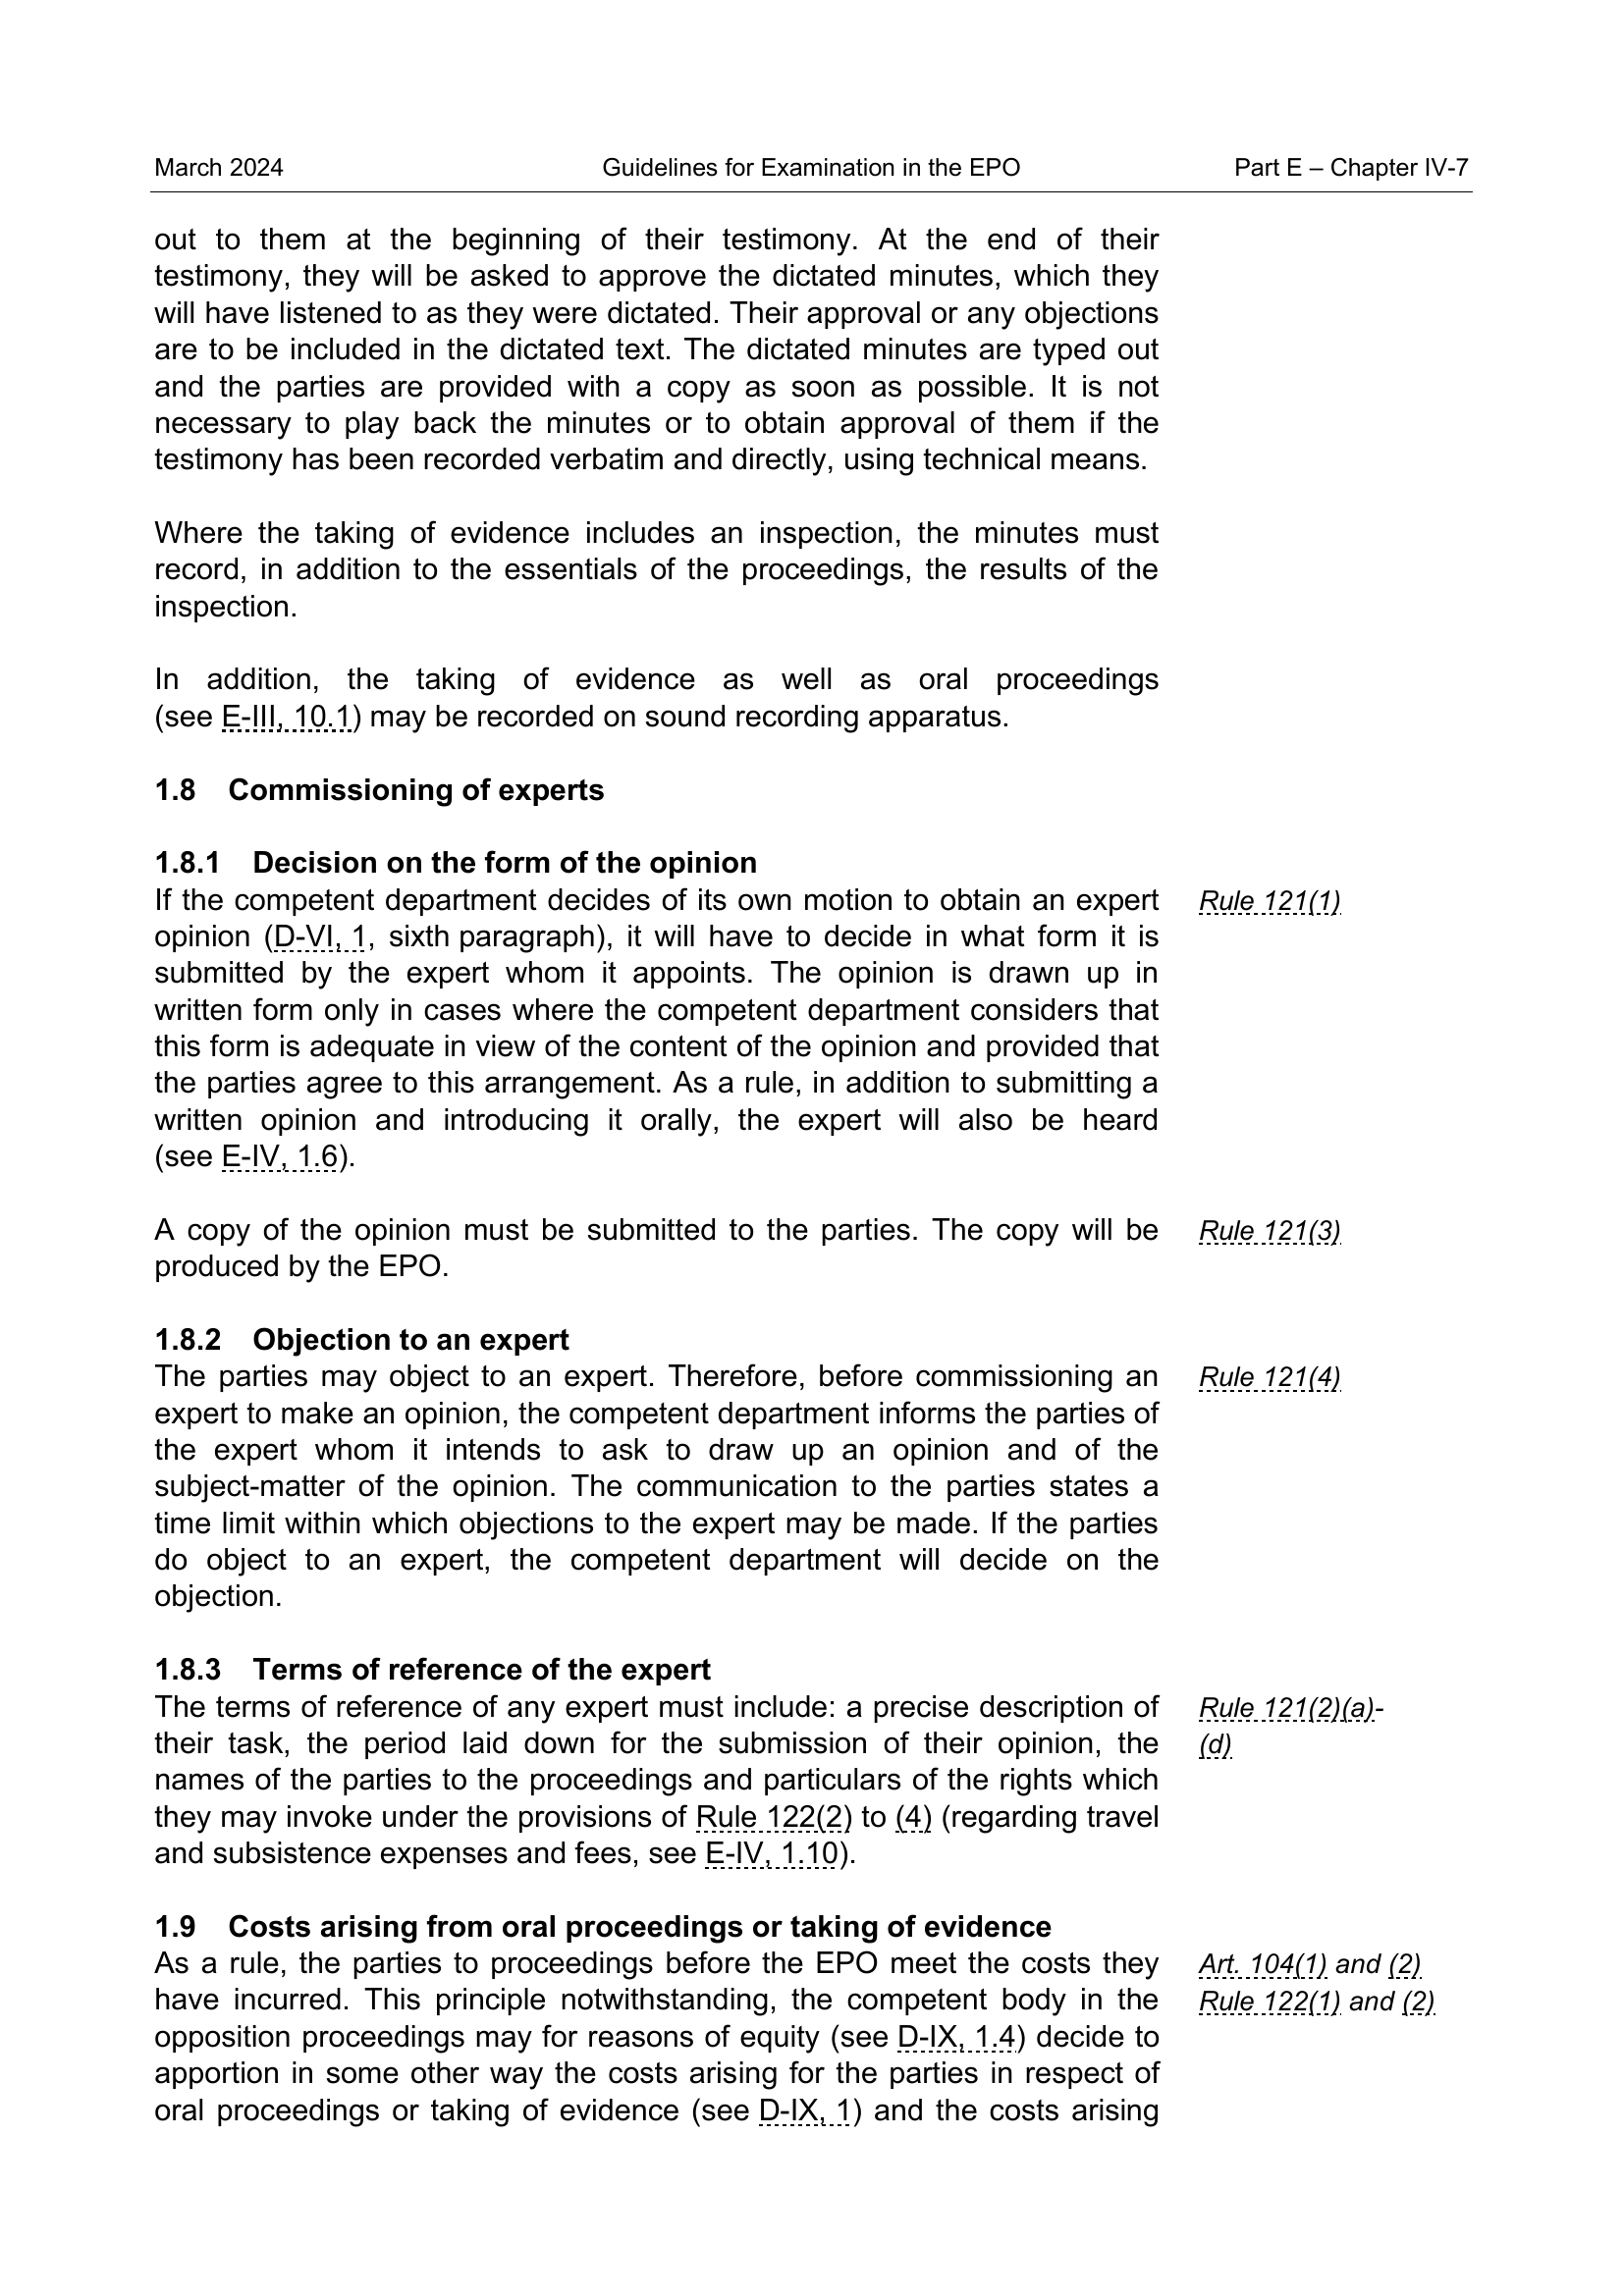 March 2024 Guidelines for Examination in the EPO Part E – Chapter IV-7
out to them at the beginning of their testimony. At the end of their
testimony, they will be asked to approve the dictated minutes, which they
will have listened to as they were dictated. Their approval or any objections
are to be included in the dictated text. The dictated minutes are typed out
and the parties are provided with a copy as soon as possible. It is not
necessary to play back the minutes or to obtain approval of them if the
testimony has been recorded verbatim and directly, using technical means.
Where the taking of evidence includes an inspection, the minutes must
record, in addition to the essentials of the proceedings, the results of the
inspection.
In addition, the taking of evidence as well as oral proceedings
(see E-III, 10.1) may be recorded on sound recording apparatus.
1.8 Commissioning of experts
1.8.1 Decision on the form of the opinion
If the competent department decides of its own motion to obtain an expert Rule 121(1)
opinion (D-VI, 1, sixth paragraph), it will have to decide in what form it is
submitted by the expert whom it appoints. The opinion is drawn up in
written form only in cases where the competent department considers that
this form is adequate in view of the content of the opinion and provided that
the parties agree to this arrangement. As a rule, in addition to submitting a
written opinion and introducing it orally, the expert will also be heard
(see E-IV, 1.6).
A copy of the opinion must be submitted to the parties. The copy will be Rule 121(3)
produced by the EPO.
1.8.2 Objection to an expert
The parties may object to an expert. Therefore, before commissioning an Rule 121(4)
expert to make an opinion, the competent department informs the parties of
the expert whom it intends to ask to draw up an opinion and of the
subject-matter of the opinion. The communication to the parties states a
time limit within which objections to the expert may be made. If the parties
do object to an expert, the competent department will decide on the
objection.
1.8.3 Terms of reference of the expert
The terms of reference of any expert must include: a precise description of Rule 121(2)(a)-
their task, the period laid down for the submission of their opinion, the (d)
names of the parties to the proceedings and particulars of the rights which
they may invoke under the provisions of Rule 122(2) to (4) (regarding travel
and subsistence expenses and fees, see E-IV, 1.10).
1.9 Costs arising from oral proceedings or taking of evidence
As a rule, the parties to proceedings before the EPO meet the costs they Art. 104(1) and (2)
have incurred. This principle notwithstanding, the competent body in the Rule 122(1) and (2)
opposition proceedings may for reasons of equity (see D-IX, 1.4) decide to
apportion in some other way the costs arising for the parties in respect of
oral proceedings or taking of evidence (see D-IX, 1) and the costs arising